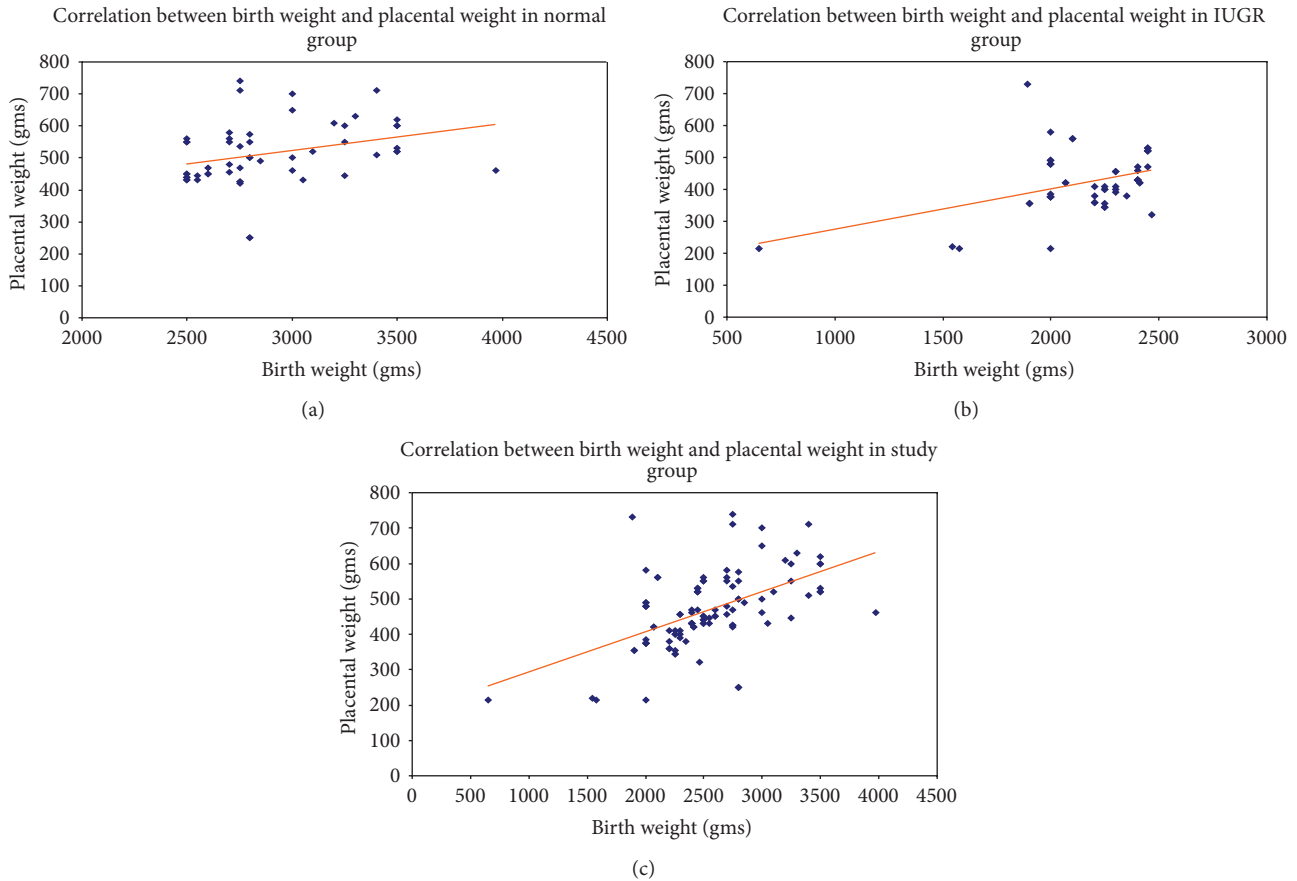 Correlation between birth weight and placental weight in normal
group
800
700
600
500
400
300
200
100
0
Placental weight (gms)
2000 2500 3000 3500 4000 4500
Birth weight (gms)
(a)
Correlation between birth weight and placental weight in IUGR
group
800
700
600
500
400
300
200
100
0
Placental weight (gms)
500 1000 1500 2000 2500 3000
Birth weight (gms)
(b)
Correlation between birth weight and placental weight in study
group
800
700
600
500
400
300
200
100
0
Placental weight (gms)
0 500 1000 1500 2000 2500 3000 3500 4000 4500
Birth weight (gms)
(c)